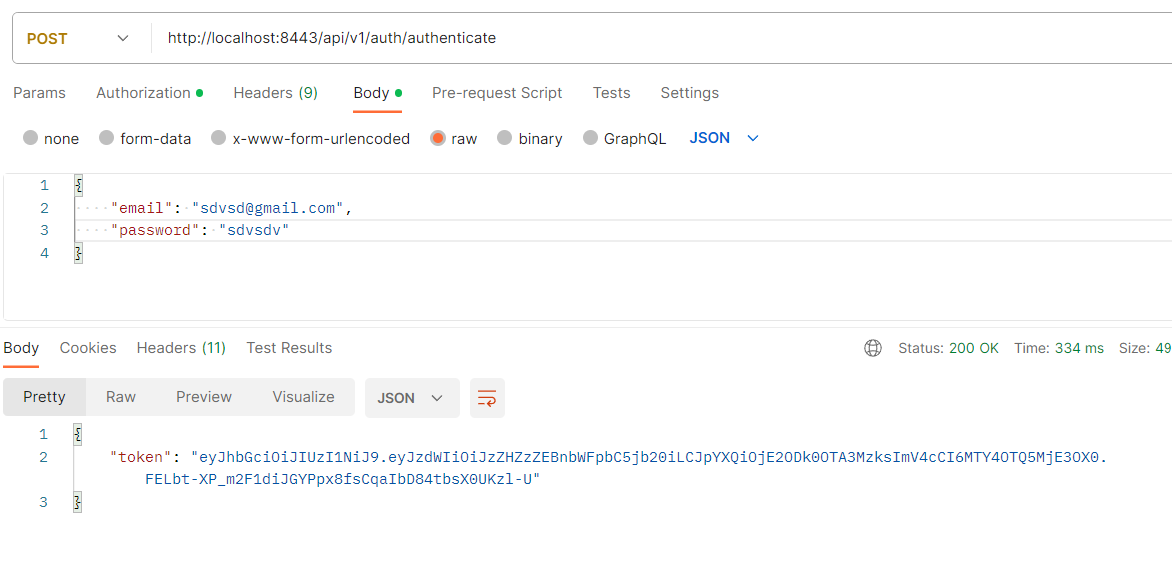 POST http://localhost:8443/api/v1/auth/authenticate
Params Authorization Headers (9) Body Pre-request Script Tests Settings
none form-data x-www-form-urlencoded raw binary GraphQL JSON
1 {
2 "email": "sdvsd@gmail.com",
3 "password": "sdvsdv"
4 }
Body Cookies Headers (11) Test Results Status: 200 OK Time: 334 ms Size: 49
Pretty Raw Preview Visualize JSON
1 {
2 "token": "eyJhbGciOiJIUzI1NiJ9.eyJzdWIiOiJzZHZzZEBnbWFpbC5jb20iLCJpYXQiOjE2ODk0OTA3MzksImV4cCI6MTY4OTQ5MjE3OX0.
FELbt-XP_m2F1diJGYPpx8fsCqaIbD84tbsX0UKzl-U"
3 }